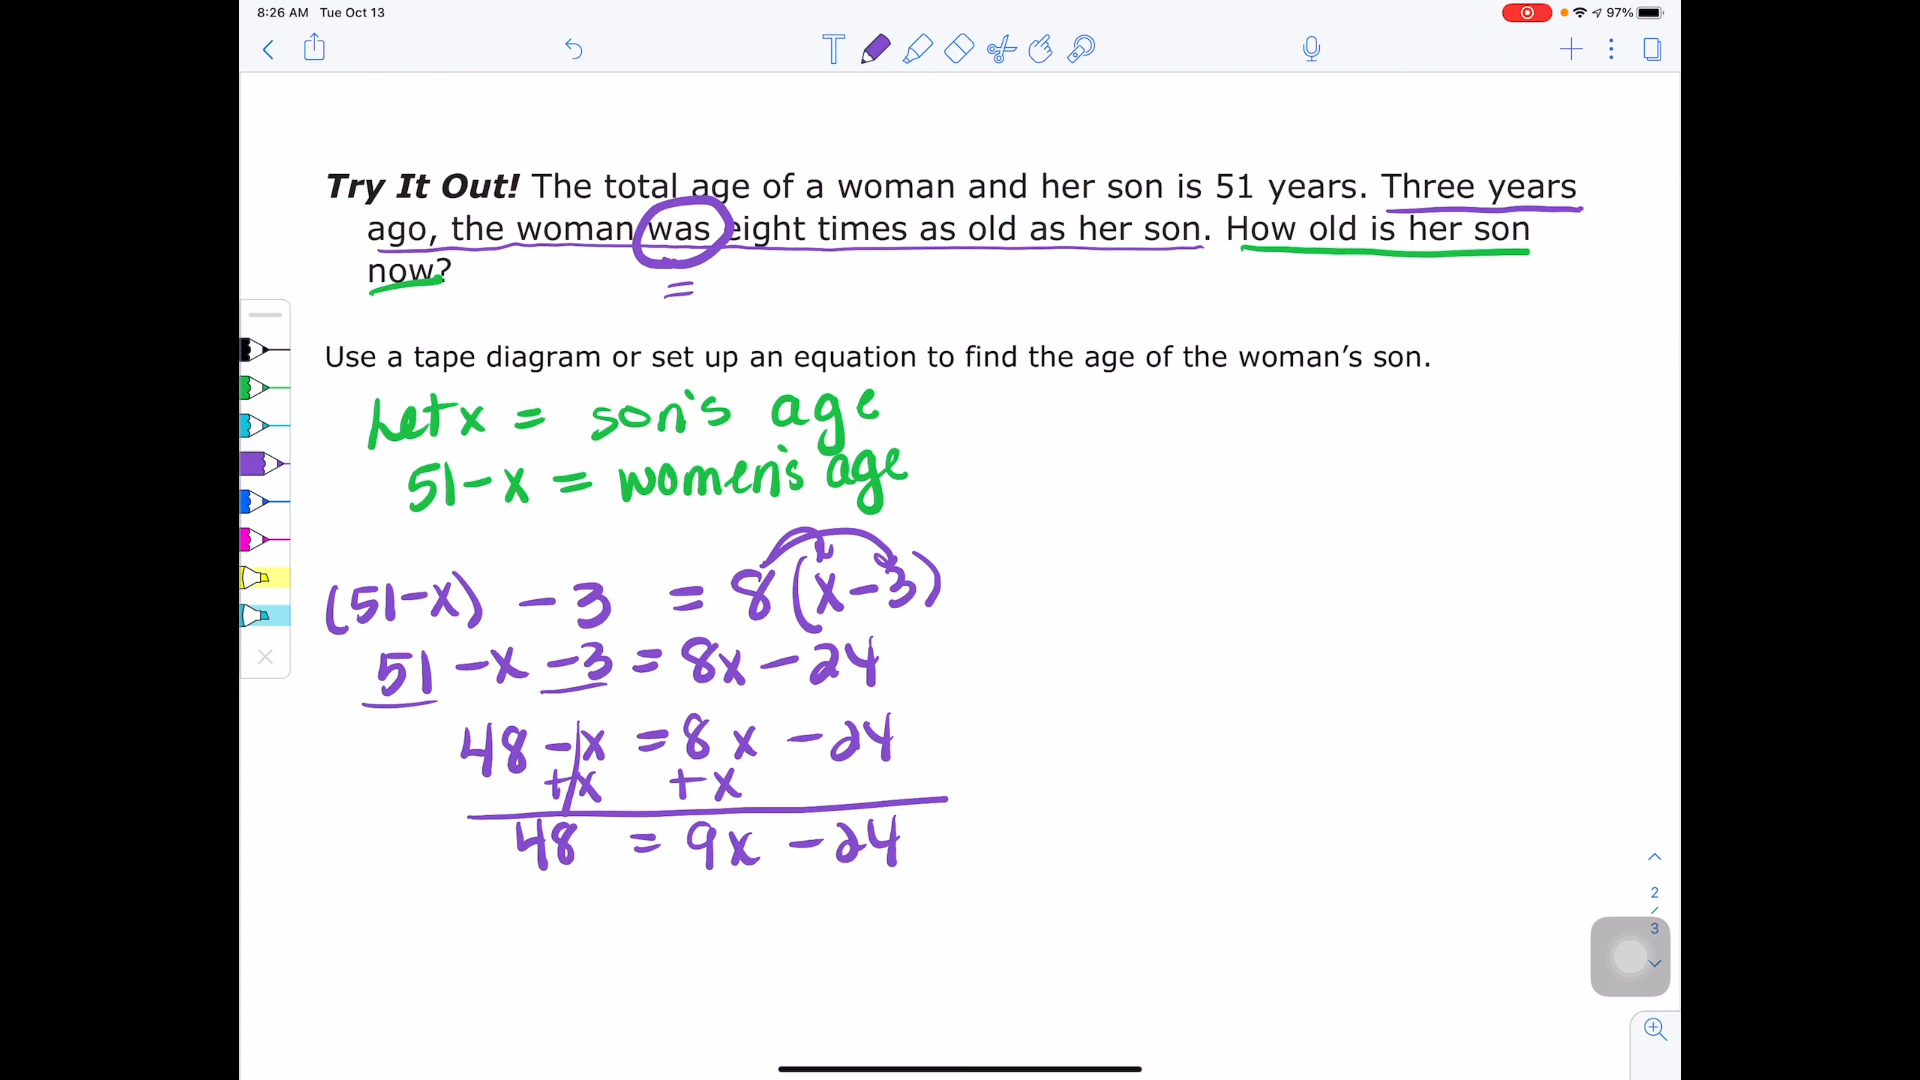 8:26 AM Tue Oct 13
97%
Try It Out! The total age of a woman and her son is 51 years. Three years
ago, the woman was eight times as old as her son. How old is her son
now?
=
Use a tape diagram or set up an equation to find the age of the woman’s son.
Let x = son's age
51-x = women's age
(51-x) - 3 = 8(x-3)
51 -x -3 = 8x -24
48 -x = 8x -24
+x +x
48 = 9x -24
2
/
3